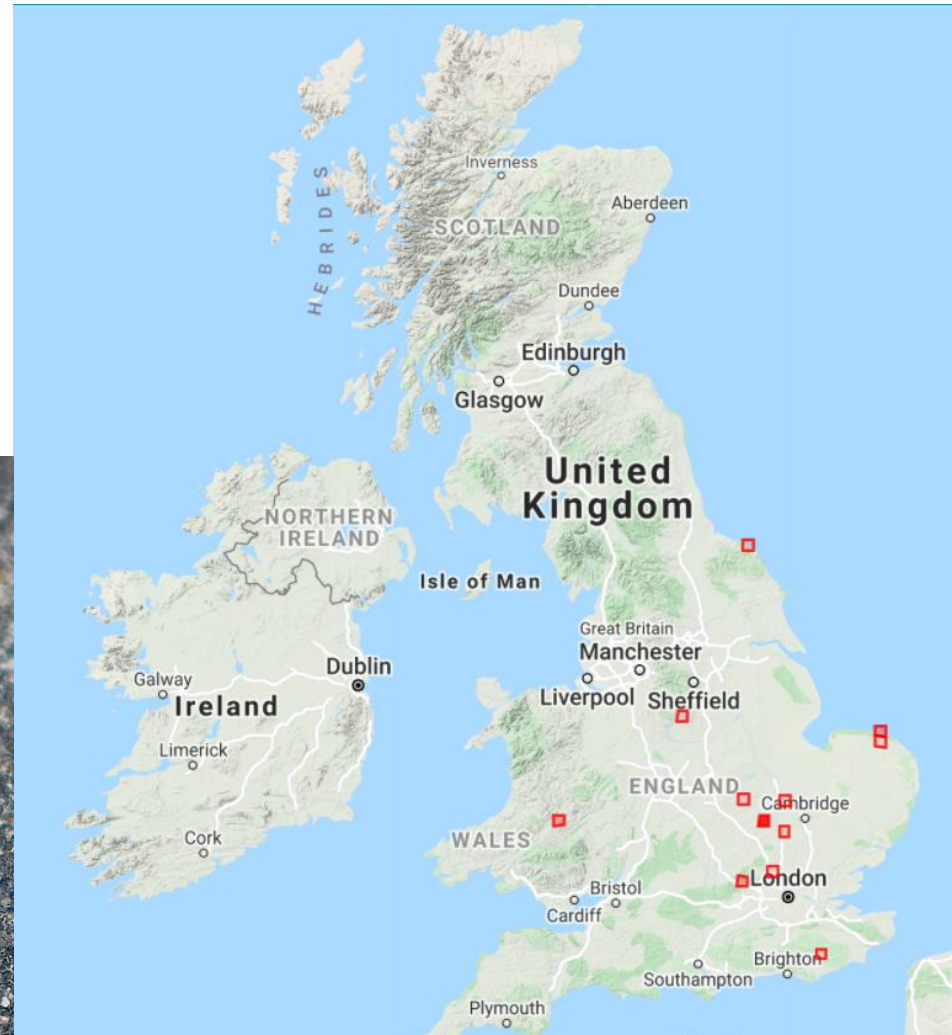 Inverness
Aberdeen
SCOTLAND
HEBRIDES
Dundee
Edinburgh
Glasgow
United
Kingdom
NORTHERN
IRELAND
Isle of Man
Great Britain
Manchester
Dublin
Galway
Liverpool
Sheffield
Ireland
Limerick
ENGLAND
Cambridge
WALES
Cork
London
Bristol
Cardiff
Brighton
Southampton
Plymouth